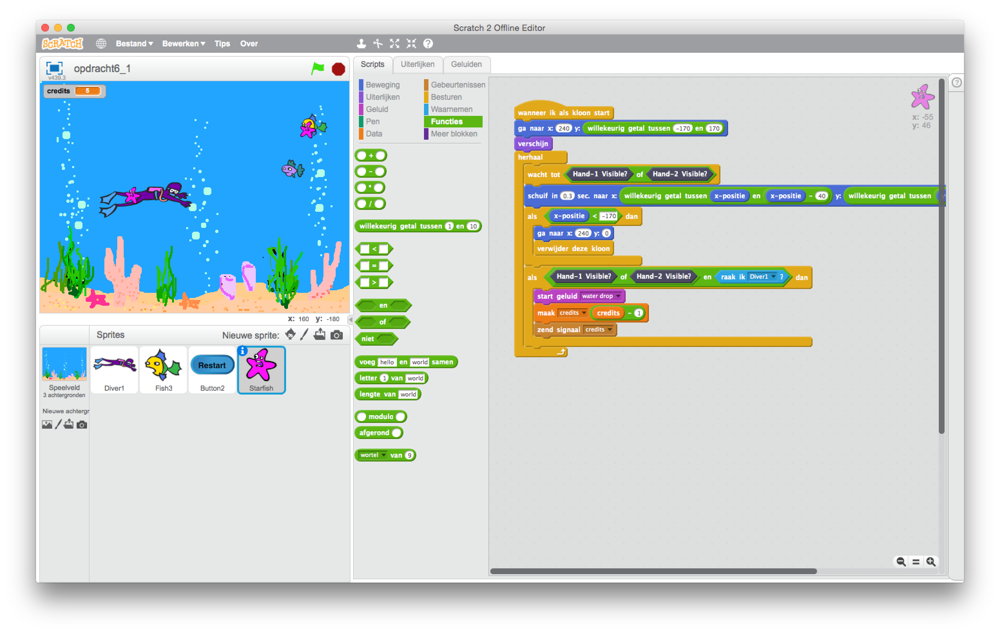 Scratch 2 Offline Editor
SCRATCH Bestand Bewerken Tips Over
v439.3
opdracht6_1
credits 5
x: 160 y: -180
Sprites Nieuwe sprite:
Speelveld
3 achtergronden
Nieuwe achtergr
Diver1
Fish3
Restart
Button2
Starfish
Scripts Uiterlijken Geluiden
Beweging Gebeurtenissen
Uiterlijken Besturen
Geluid Waarnemen
Pen Functies
Data Meer blokken
+
-
*
/
willekeurig getal tussen 1 en 10
<
=
>
en
of
niet
voeg hello en world samen
letter 1 van world
lengte van world
modulo
afgerond
wortel van 9
x: -55
y: 46
wanneer ik als kloon start
ga naar x: 240 y: willekeurig getal tussen -170 en 170
verschijn
herhaal
wacht tot Hand-1 Visible? of Hand-2 Visible?
schuif in 0.3 sec. naar x: willekeurig getal tussen x-positie en x-positie - 40 y: willekeurig getal tussen
als x-positie < -170 dan
ga naar x: 240 y: 0
verwijder deze kloon
als Hand-1 Visible? of Hand-2 Visible? en raak ik Diver1 ? dan
start geluid water drop
maak credits credits - 1
zend signaal credits